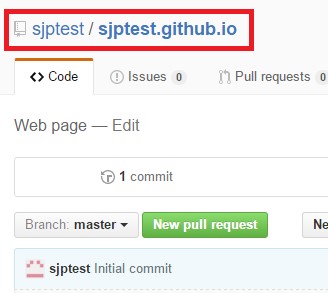 sjptest / sjptest.github.io
Code Issues 0 Pull requests 0
Web page — Edit
1 commit
Branch: master New pull request Ne
sjptest Initial commit